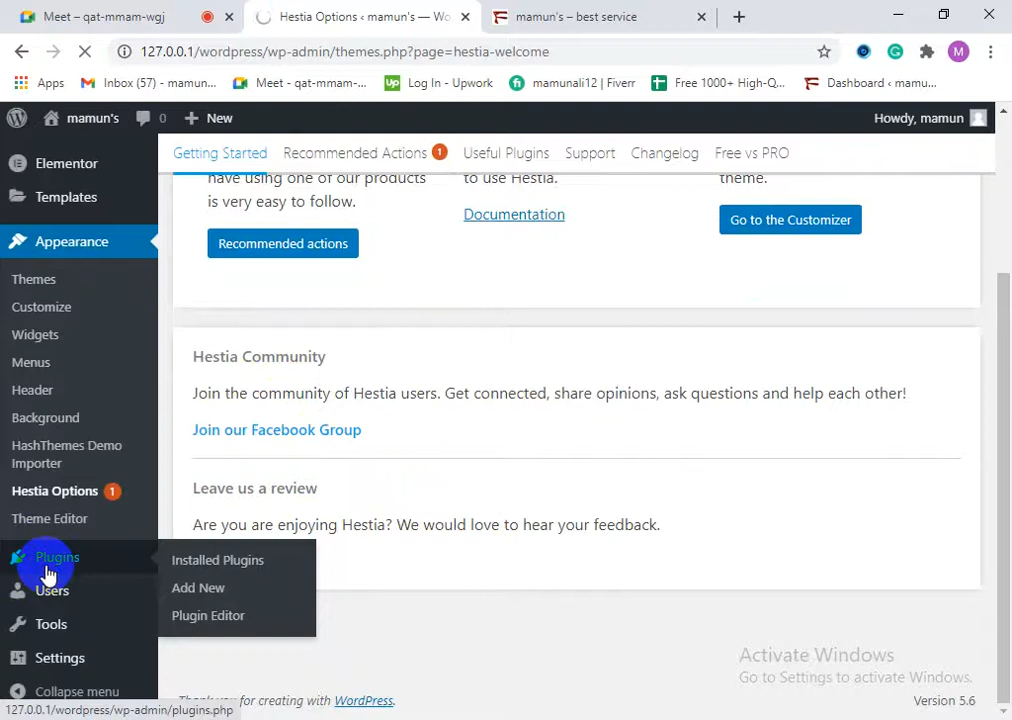 Meet – qat-mmam-wgj
Hestia Options ‹ mamun's — Wo
mamun's – best service
127.0.0.1/wordpress/wp-admin/themes.php?page=hestia-welcome
M
Apps
Inbox (57) - mamun...
Meet - qat-mmam-...
Log In - Upwork
mamunali12 | Fiverr
Free 1000+ High-Q...
Dashboard ‹ mamu...
mamun's
0
New
Howdy, mamun
Elementor
Templates
Appearance
Themes
Customize
Widgets
Menus
Header
Background
HashThemes Demo
Importer
Hestia Options 1
Theme Editor
Plugins
Users
Tools
Settings
Collapse menu
Installed Plugins
Add New
Plugin Editor
Getting Started
Recommended Actions 1
Useful Plugins
Support
Changelog
Free vs PRO
have using one of our products
is very easy to follow.
Recommended actions
to use Hestia.
Documentation
theme.
Go to the Customizer
Hestia Community
Join the community of Hestia users. Get connected, share opinions, ask questions and help each other!
Join our Facebook Group
Leave us a review
Are you are enjoying Hestia? We would love to hear your feedback.
Activate Windows
Go to Settings to activate Windows.
Thank you for creating with WordPress.
Version 5.6
127.0.0.1/wordpress/wp-admin/plugins.php